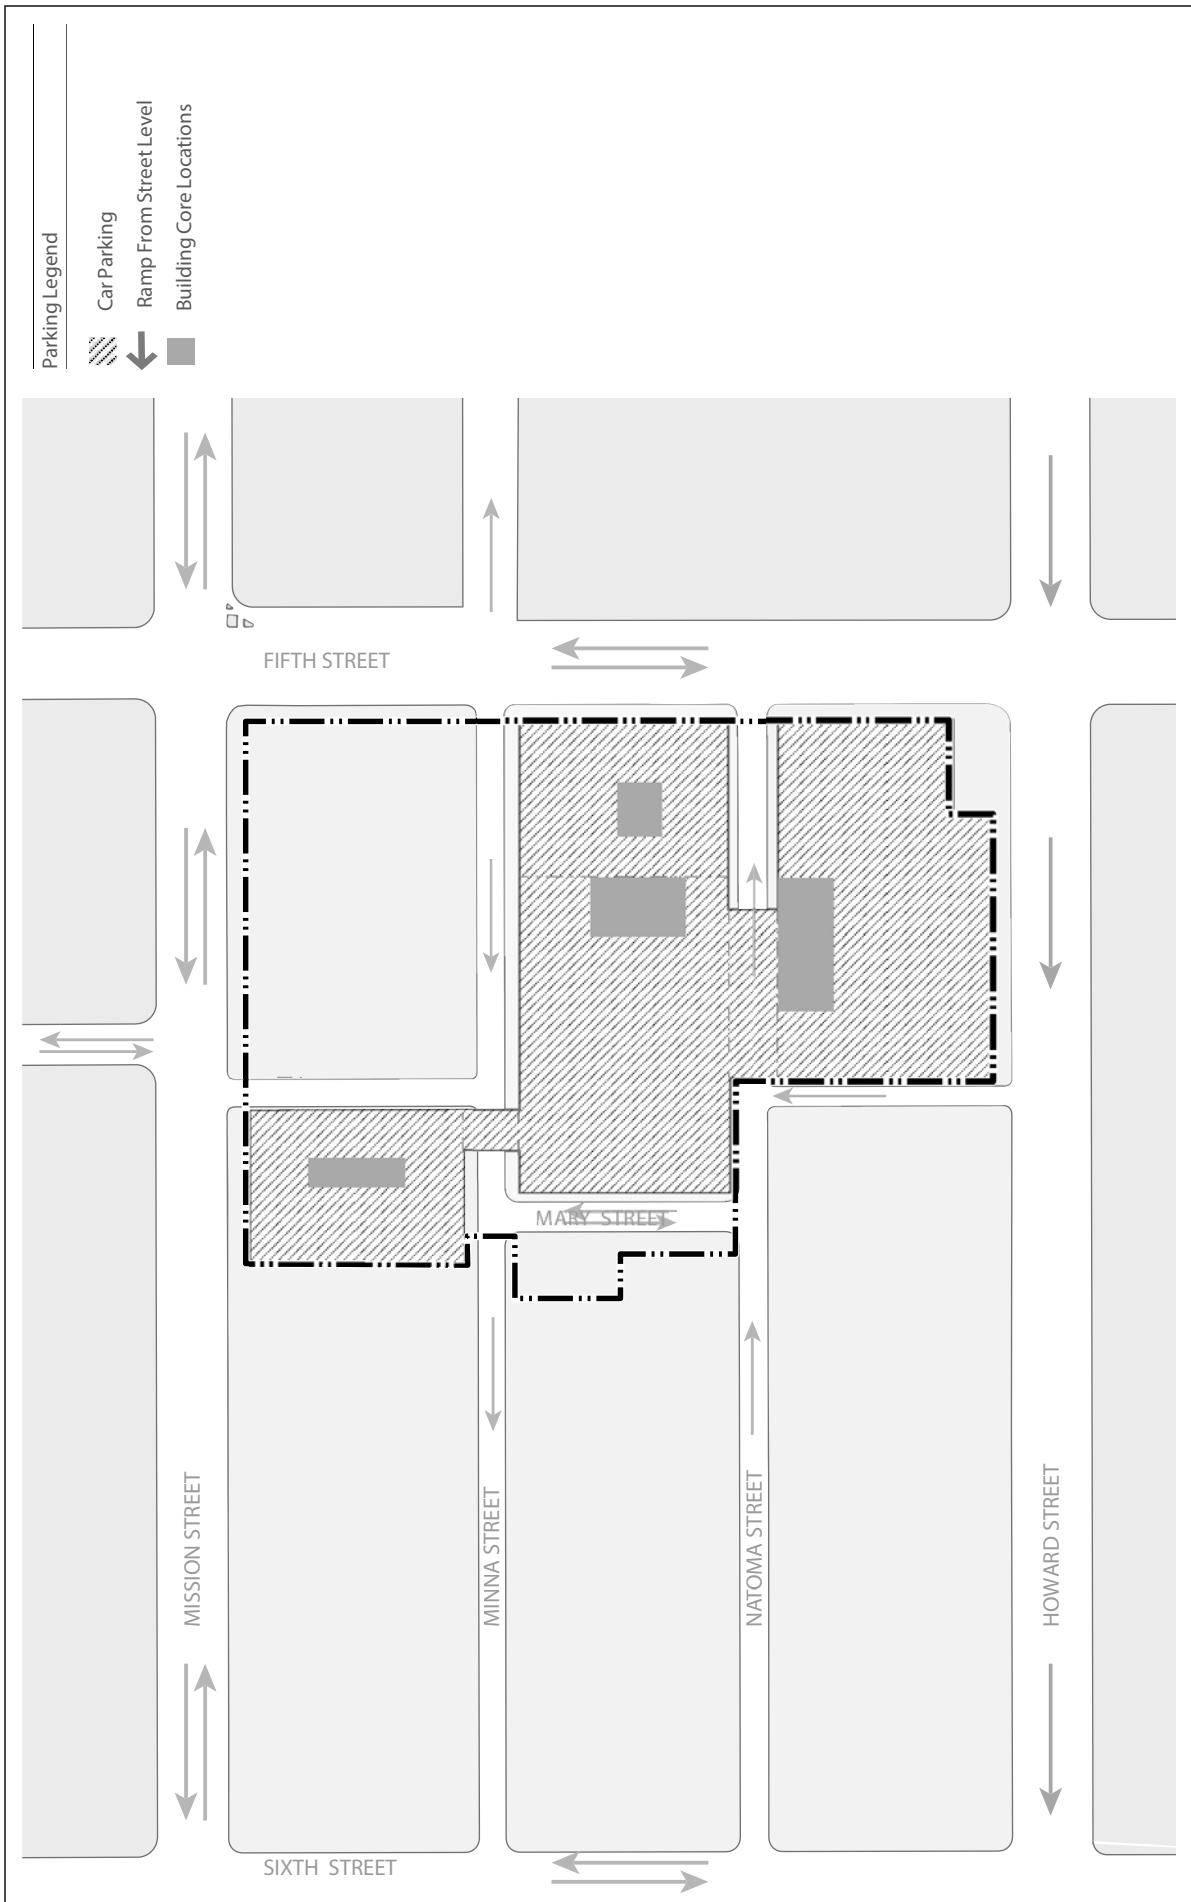 Parking Legend
Car Parking
Ramp From Street Level
Building Core Locations
FIFTH STREET
MARY STREET
MISSION STREET
MINNA STREET
NATOMA STREET
HOWARD STREET
SIXTH STREET